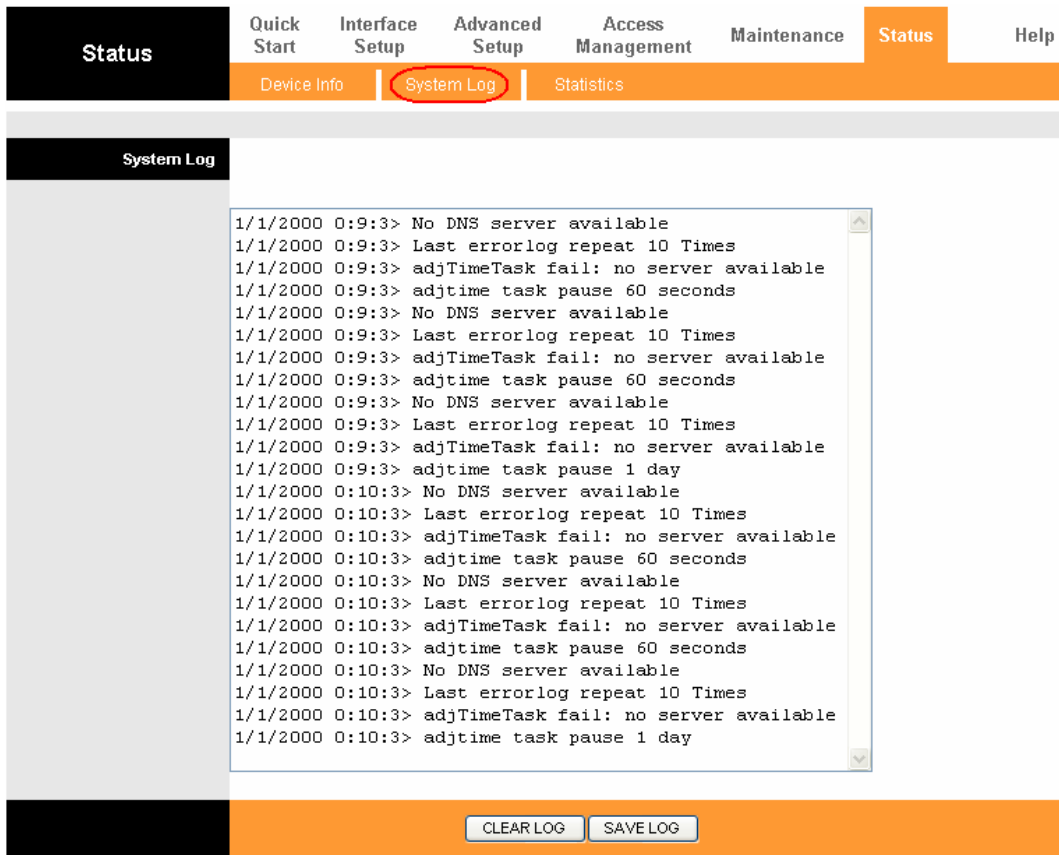 Status
Quick Start
Interface Setup
Advanced Setup
Access Management
Maintenance
Status
Help
Device Info
System Log
Statistics
System Log
1/1/2000 0:9:3> No DNS server available
1/1/2000 0:9:3> Last errorlog repeat 10 Times
1/1/2000 0:9:3> adjTimeTask fail: no server available
1/1/2000 0:9:3> adjtime task pause 60 seconds
1/1/2000 0:9:3> No DNS server available
1/1/2000 0:9:3> Last errorlog repeat 10 Times
1/1/2000 0:9:3> adjTimeTask fail: no server available
1/1/2000 0:9:3> adjtime task pause 60 seconds
1/1/2000 0:9:3> No DNS server available
1/1/2000 0:9:3> Last errorlog repeat 10 Times
1/1/2000 0:9:3> adjTimeTask fail: no server available
1/1/2000 0:9:3> adjtime task pause 1 day
1/1/2000 0:10:3> No DNS server available
1/1/2000 0:10:3> Last errorlog repeat 10 Times
1/1/2000 0:10:3> adjTimeTask fail: no server available
1/1/2000 0:10:3> adjtime task pause 60 seconds
1/1/2000 0:10:3> No DNS server available
1/1/2000 0:10:3> Last errorlog repeat 10 Times
1/1/2000 0:10:3> adjTimeTask fail: no server available
1/1/2000 0:10:3> adjtime task pause 60 seconds
1/1/2000 0:10:3> No DNS server available
1/1/2000 0:10:3> Last errorlog repeat 10 Times
1/1/2000 0:10:3> adjTimeTask fail: no server available
1/1/2000 0:10:3> adjtime task pause 1 day
CLEAR LOG
SAVE LOG